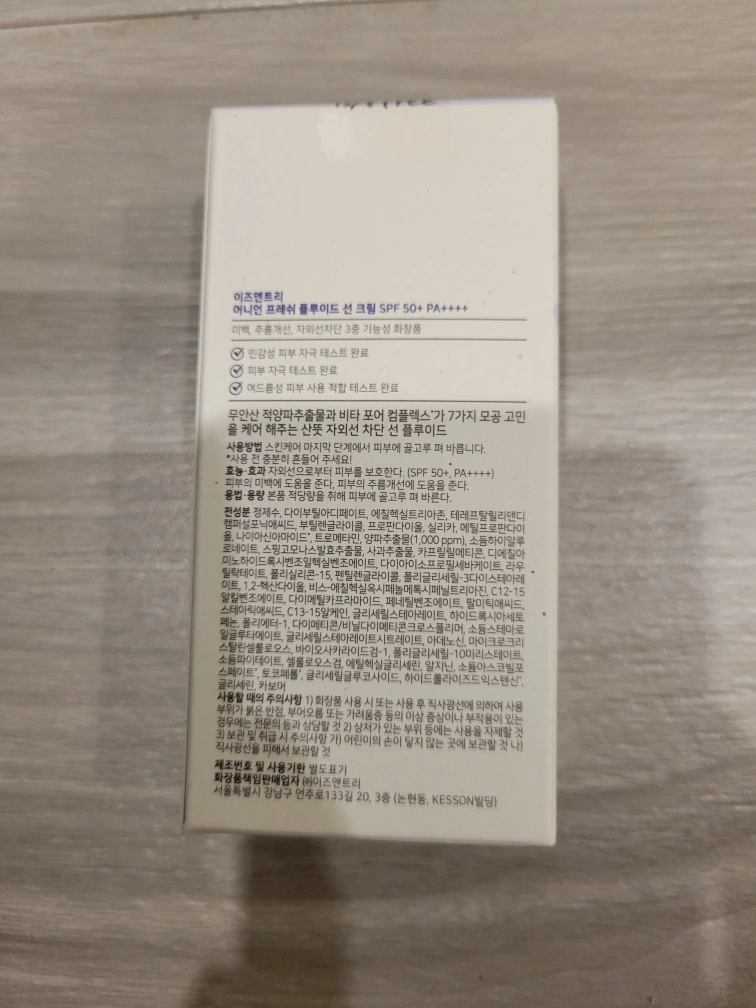 이즈앤트리
어니언 프레쉬 플루이드 선 크림 SPF 50+ PA++++
미백, 주름개선, 자외선차단 3중 기능성 화장품
민감성 피부 자극 테스트 완료
피부 자극 테스트 완료
여드름성 피부 사용 적합 테스트 완료
무안산 적양파추출물과 비타 포어 컴플렉스*가 7가지 모공 고민
을 케어 해주는 산뜻 자외선 차단 선 플루이드
사용방법 스킨케어 마지막 단계에서 피부에 골고루 펴 바릅니다.
*사용 전 충분히 흔들어 주세요!
효능·효과 자외선으로부터 피부를 보호한다. (SPF 50+, PA++++)
피부의 미백에 도움을 준다, 피부의 주름개선에 도움을 준다.
용법·용량 본품 적당량을 취해 피부에 골고루 펴 바른다.
전성분 정제수, 다이부틸아디페이트, 에칠헥실트리아존, 테레프탈릴리덴디
캠퍼설포닉애씨드, 부틸렌글라이콜, 프로판다이올, 실리카, 메틸프로판다이
올, 나이아신아마이드*, 트로메타민, 양파추출물(1,000 ppm), 소듐하이알루
로네이트, 스핑고모나스발효추출물, 사과추출물, 카프릴릴메티콘, 디에칠아
미노하이드록시벤조일헥실벤조에이트, 다이아이소프로필세바케이트, 라우
릴락테이트, 폴리실리콘-15, 펜틸렌글라이콜, 폴리글리세릴-3다이스테아레
이트, 1,2-헥산다이올, 비스-에칠헥실옥시페놀메톡시페닐트리아진, C12-15
알킬벤조에이트, 다이메틸카프라마이드, 페네틸벤조에이트, 팔미틱애씨드,
스테아릭애씨드, C13-15알케인, 글리세릴스테아레이트, 하이드록시아세토
페논, 폴리에터-1, 다이메티콘/비닐다이메티콘크로스폴리머, 소듐스테아로
일글루타메이트, 글리세릴스테아레이트시트레이트, 아데노신, 마이크로크리
스탈린셀룰로오스, 바이오사카라이드검-1, 폴리글리세릴-10미리스테이트,
소듐파이테이트, 셀룰로오스검, 에틸헥실글리세린, 알지닌, 소듐아스코빌포
스페이트*, 토코페롤*, 글리세릴글루코사이드, 하이드롤라이즈드익스텐신*,
글리세린, 카보머
사용할 때의 주의사항 1) 화장품 사용 시 또는 사용 후 직사광선에 의하여 사용
부위가 붉은 반점, 부어오름 또는 가려움증 등의 이상 증상이나 부작용이 있는
경우에는 전문의 등과 상담할 것 2) 상처가 있는 부위 등에는 사용을 자제할 것
3) 보관 및 취급 시 주의사항 가) 어린이의 손이 닿지 않는 곳에 보관할 것 나)
직사광선을 피해서 보관할 것
제조번호 및 사용기한 별도표기
화장품책임판매업자 ㈜이즈앤트리
서울특별시 강남구 언주로133길 20, 3층 (논현동, KESSON빌딩)